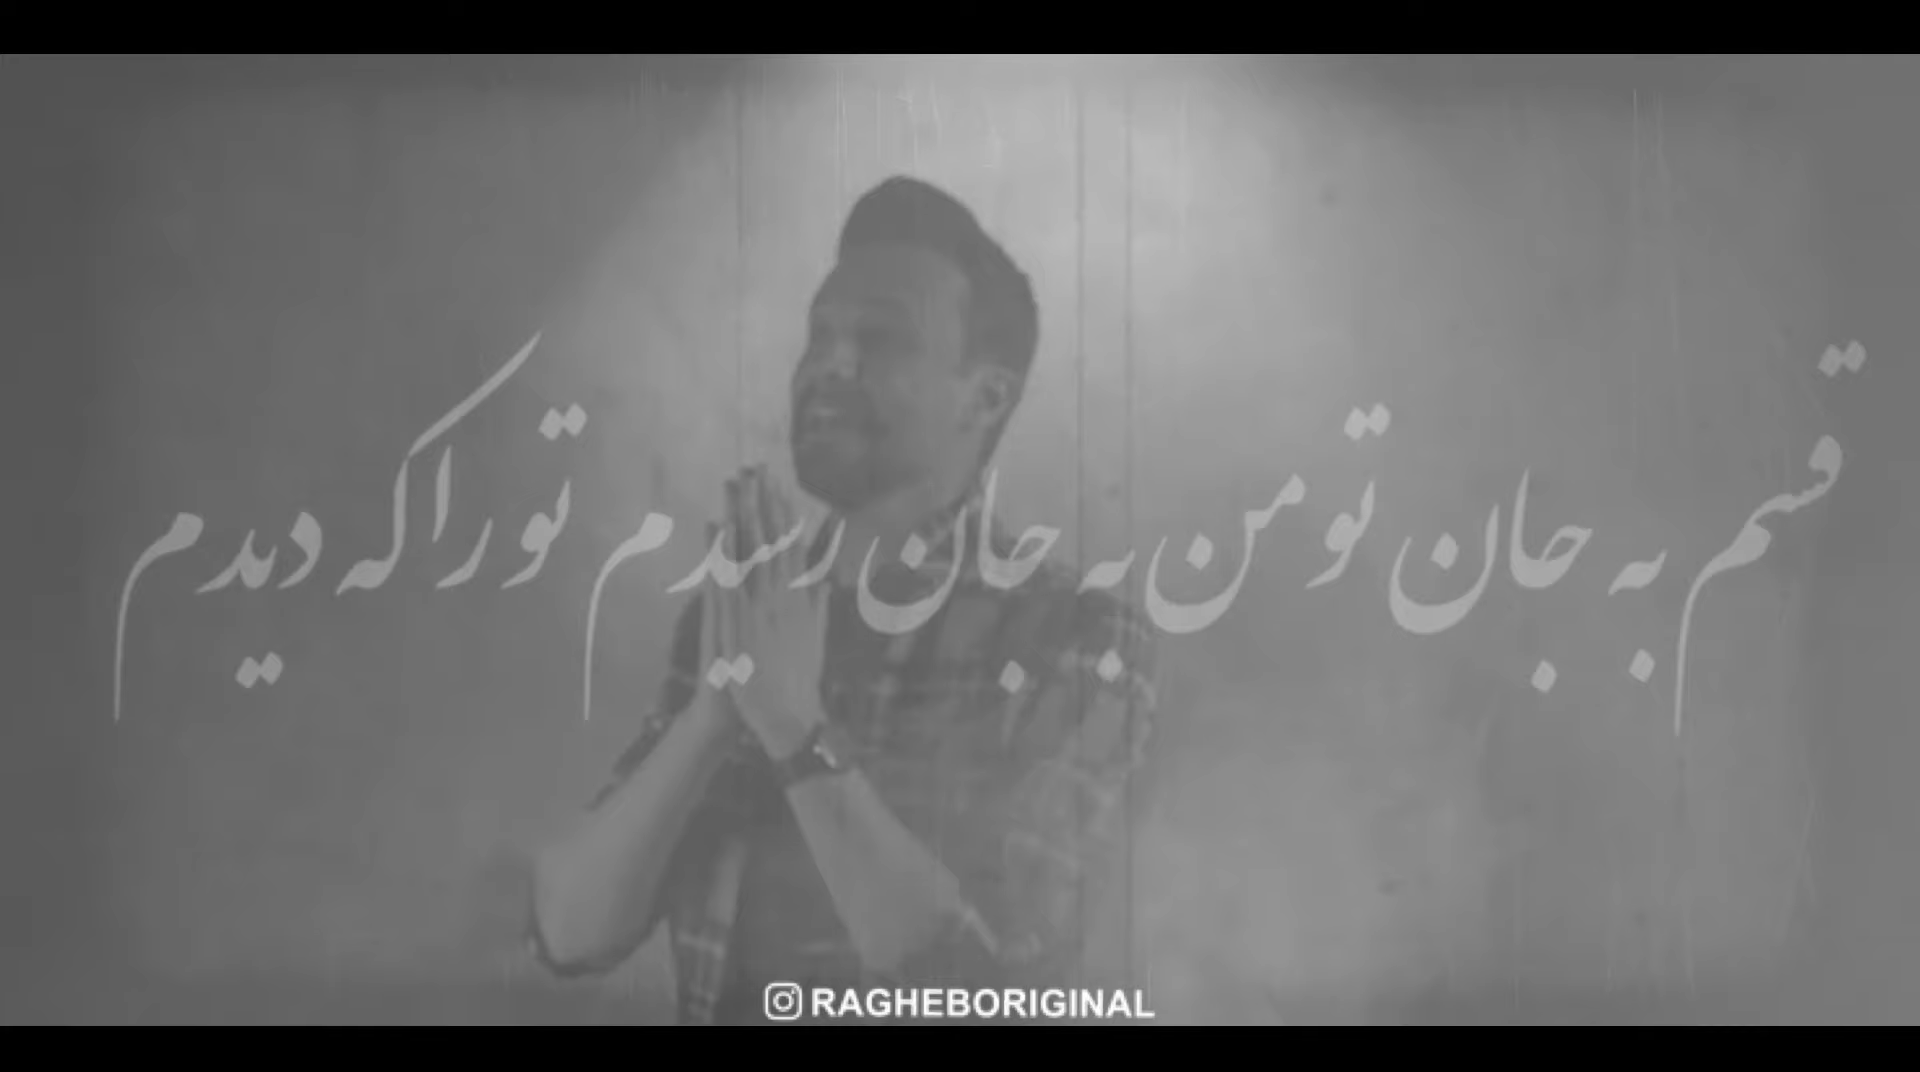 قسم به جان تو من به جان رسیدم تو را که دیدم
RAGHEBORIGINAL